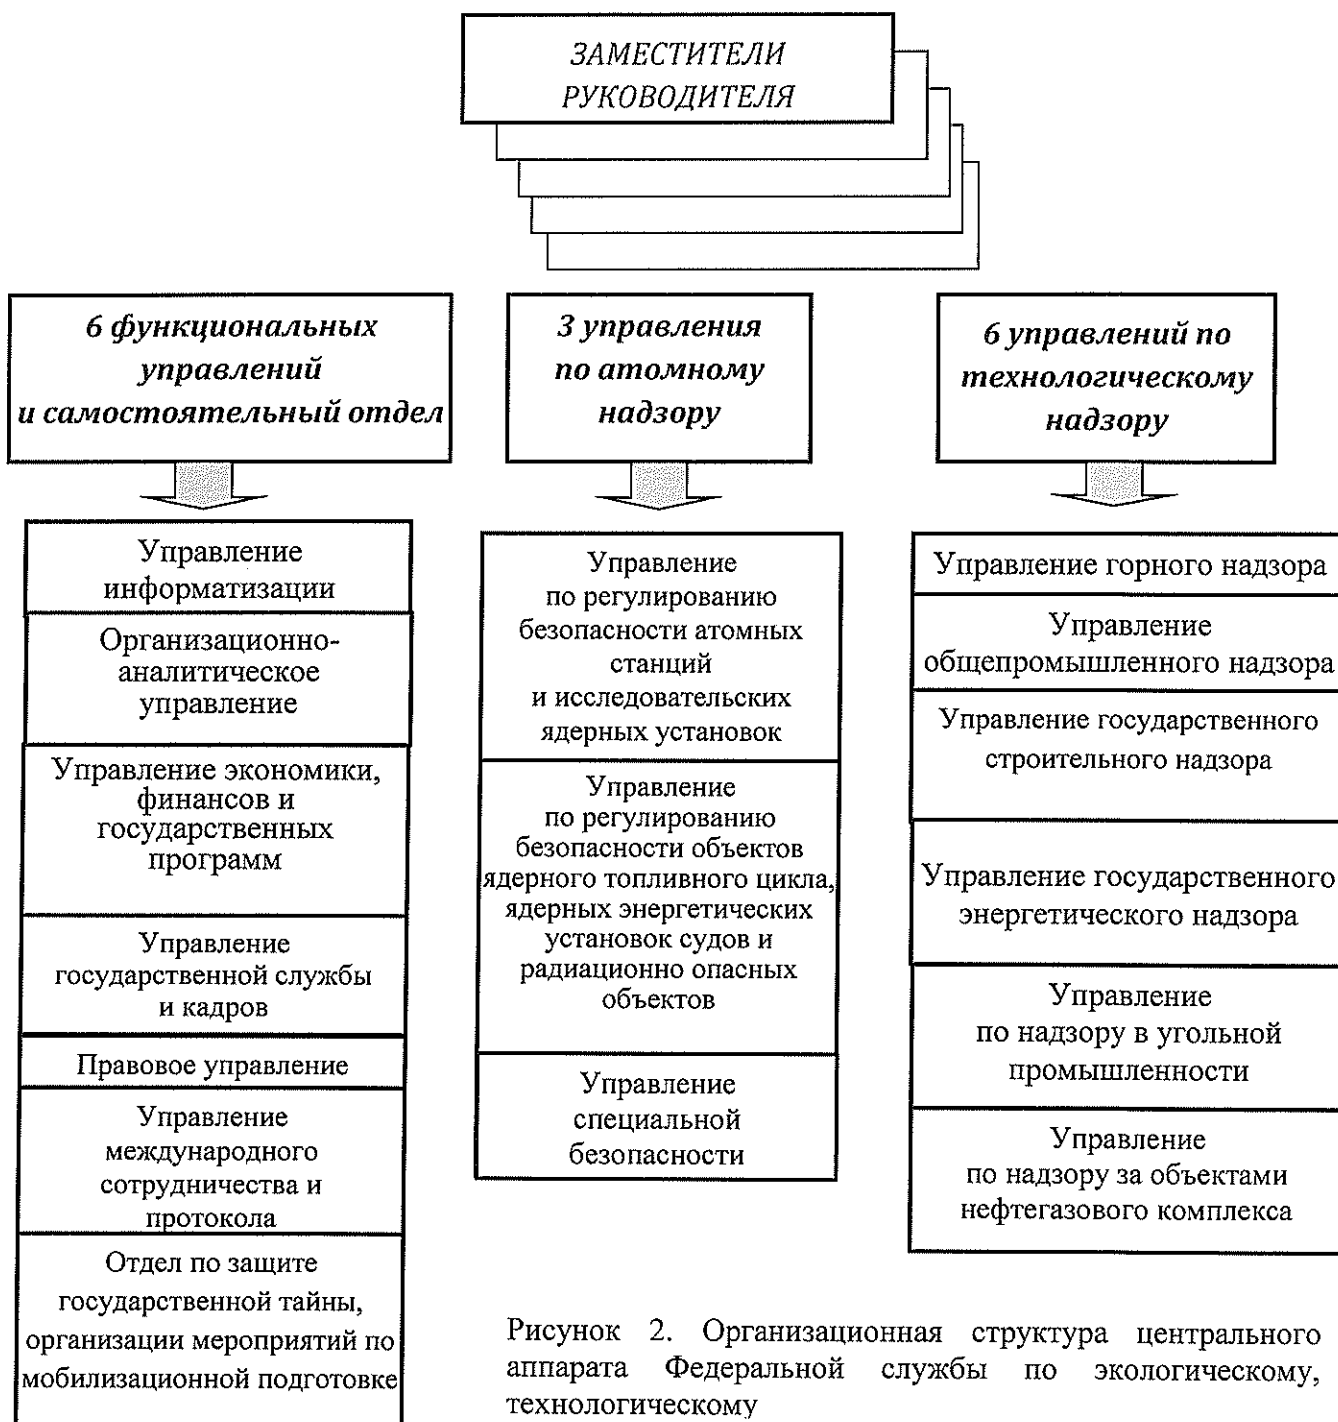 ЗАМЕСТИТЕЛИ
РУКОВОДИТЕЛЯ
6 функциональных
управлений
и самостоятельный отдел
3 управления
по атомному
надзору
6 управлений по
технологическому
надзору
Управление
информатизации
Организационно-
аналитическое
управление
Управление экономики,
финансов и
государственных
программ
Управление
государственной службы
и кадров
Правовое управление
Управление
международного
сотрудничества и
протокола
Отдел по защите
государственной тайны,
организации мероприятий по
мобилизационной подготовке
Управление
по регулированию
безопасности атомных
станций
и исследовательских
ядерных установок
Управление
по регулированию
безопасности объектов
ядерного топливного цикла,
ядерных энергетических
установок судов и
радиационно опасных
объектов
Управление
специальной
безопасности
Управление горного надзора
Управление
общепромышленного надзора
Управление государственного
строительного надзора
Управление государственного
энергетического надзора
Управление
по надзору в угольной
промышленности
Управление
по надзору за объектами
нефтегазового комплекса
Рисунок 2. Организационная структура центрального
аппарата Федеральной службы по экологическому,
технологическому